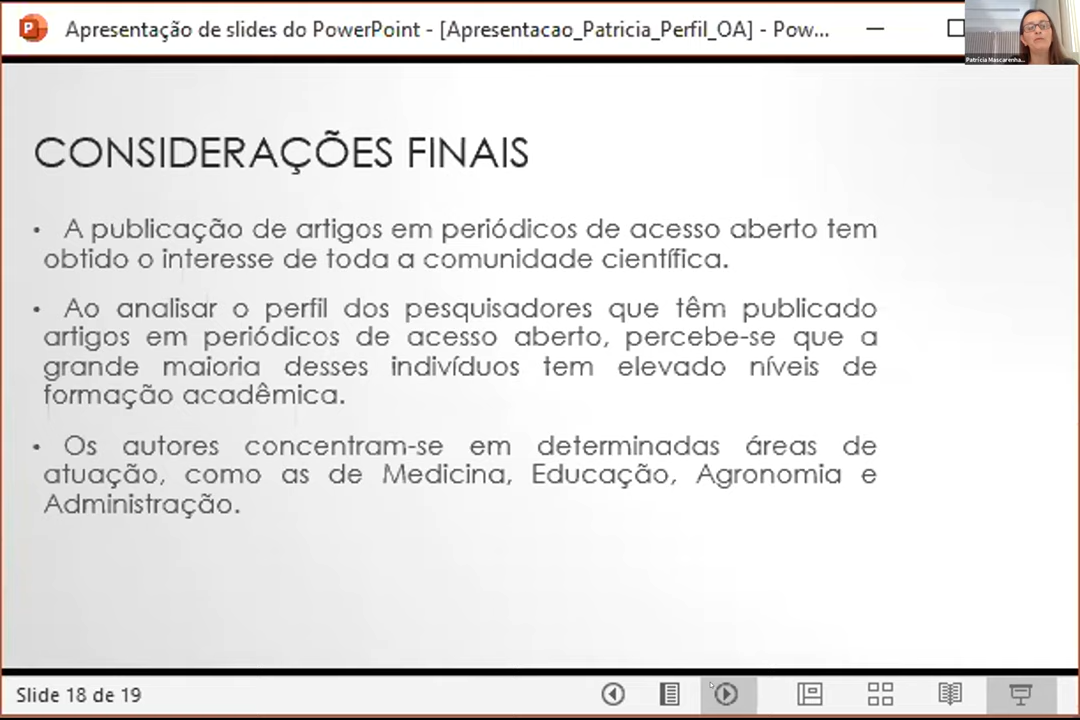 Apresentação de slides do PowerPoint - [Apresentacao_Patricia_Perfil_OA] - Pow...
Patrícia Mascarenha...
CONSIDERAÇÕES FINAIS
• A publicação de artigos em periódicos de acesso aberto tem
obtido o interesse de toda a comunidade científica.
• Ao analisar o perfil dos pesquisadores que têm publicado
artigos em periódicos de acesso aberto, percebe-se que a
grande maioria desses indivíduos tem elevado níveis de
formação acadêmica.
• Os autores concentram-se em determinadas áreas de
atuação, como as de Medicina, Educação, Agronomia e
Administração.
Slide 18 de 19